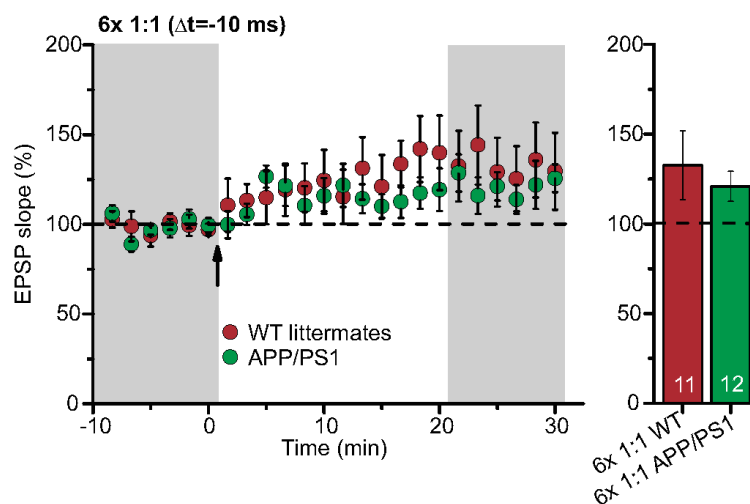 6x 1:1 (Δt=-10 ms)
EPSP slope (%)
200
150
100
50
0
-10
0
10
20
30
Time (min)
WT littermates
APP/PS1
200
150
100
50
0
11
12
6x 1:1 WT
6x 1:1 APP/PS1